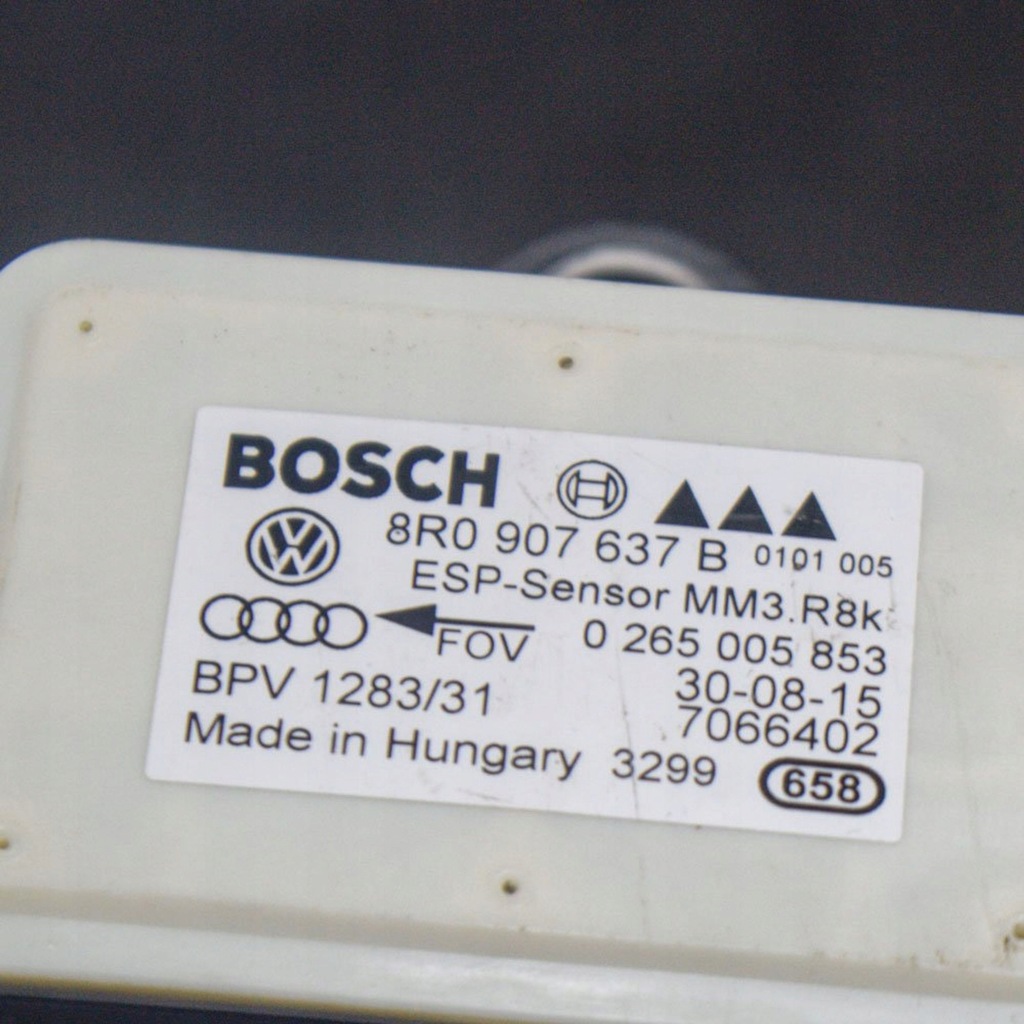 BOSCH
8R0 907 637 B 0101 005
ESP-Sensor MM3.R8k
FOV 0 265 005 853
BPV 1283/31 30-08-15
7066402
Made in Hungary 3299 658